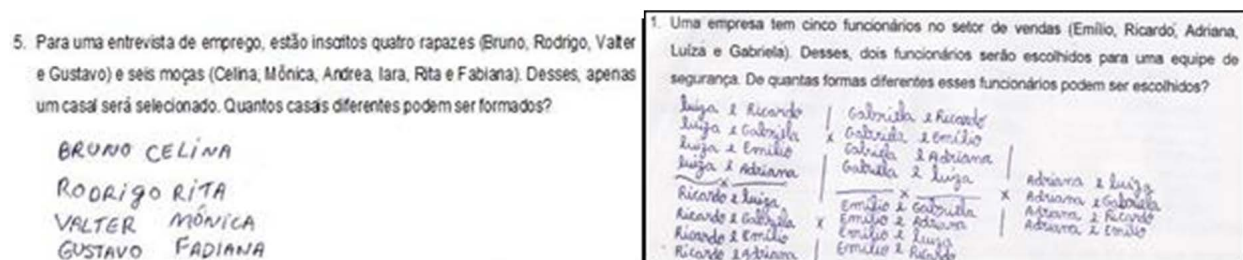 5. Para uma entrevista de emprego, estão inscritos quatro rapazes (Bruno, Rodrigo, Valter
e Gustavo) e seis moças (Celina, Mônica, Andrea, Iara, Rita e Fabiana). Desses, apenas
um casal será selecionado. Quantos casais diferentes podem ser formados?
BRUNO CELINA
RODRIGO RITA
VALTER MÔNICA
GUSTAVO FADIANA
1. Uma empresa tem cinco funcionários no setor de vendas (Emílio, Ricardo, Adriana,
Luíza e Gabriela). Desses, dois funcionários serão escolhidos para uma equipe de
segurança. De quantas formas diferentes esses funcionários podem ser escolhidos?
luiza e Ricardo
luiza e Gabriela
luiza e Emílio
luiza e Adriana
Ricardo e luiza
Ricardo e Gabriela
Ricardo e Emílio
Ricardo e Adriana
Gabriela e Ricardo
Gabriela e Emílio
Gabriela e Adriana
Gabriela e luiza
Emílio e Gabriela
Emílio e Adriana
Emílio e luiza
Emílio e Ricardo
Adriana e luiza
Adriana e Gabriela
Adriana e Ricardo
Adriana e Emílio